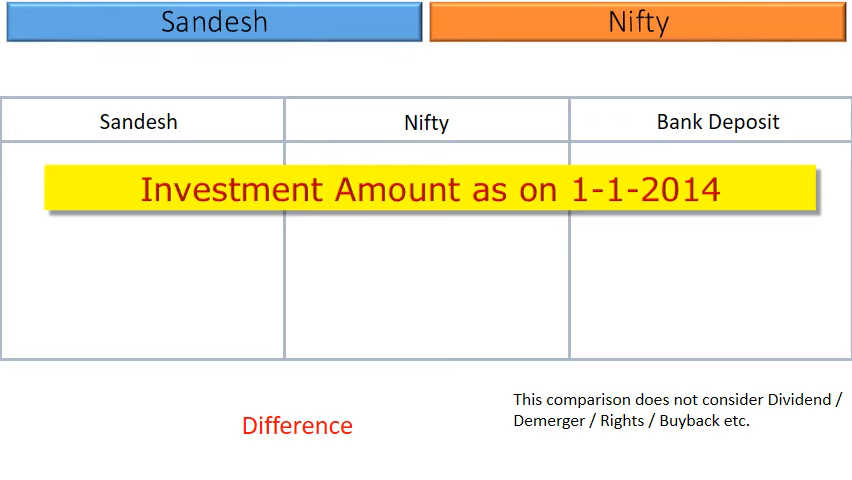 Sandesh
Nifty
Sandesh
Nifty
Bank Deposit
Investment Amount as on 1-1-2014
This comparison does not consider Dividend /
Demerger / Rights / Buyback etc.
Difference